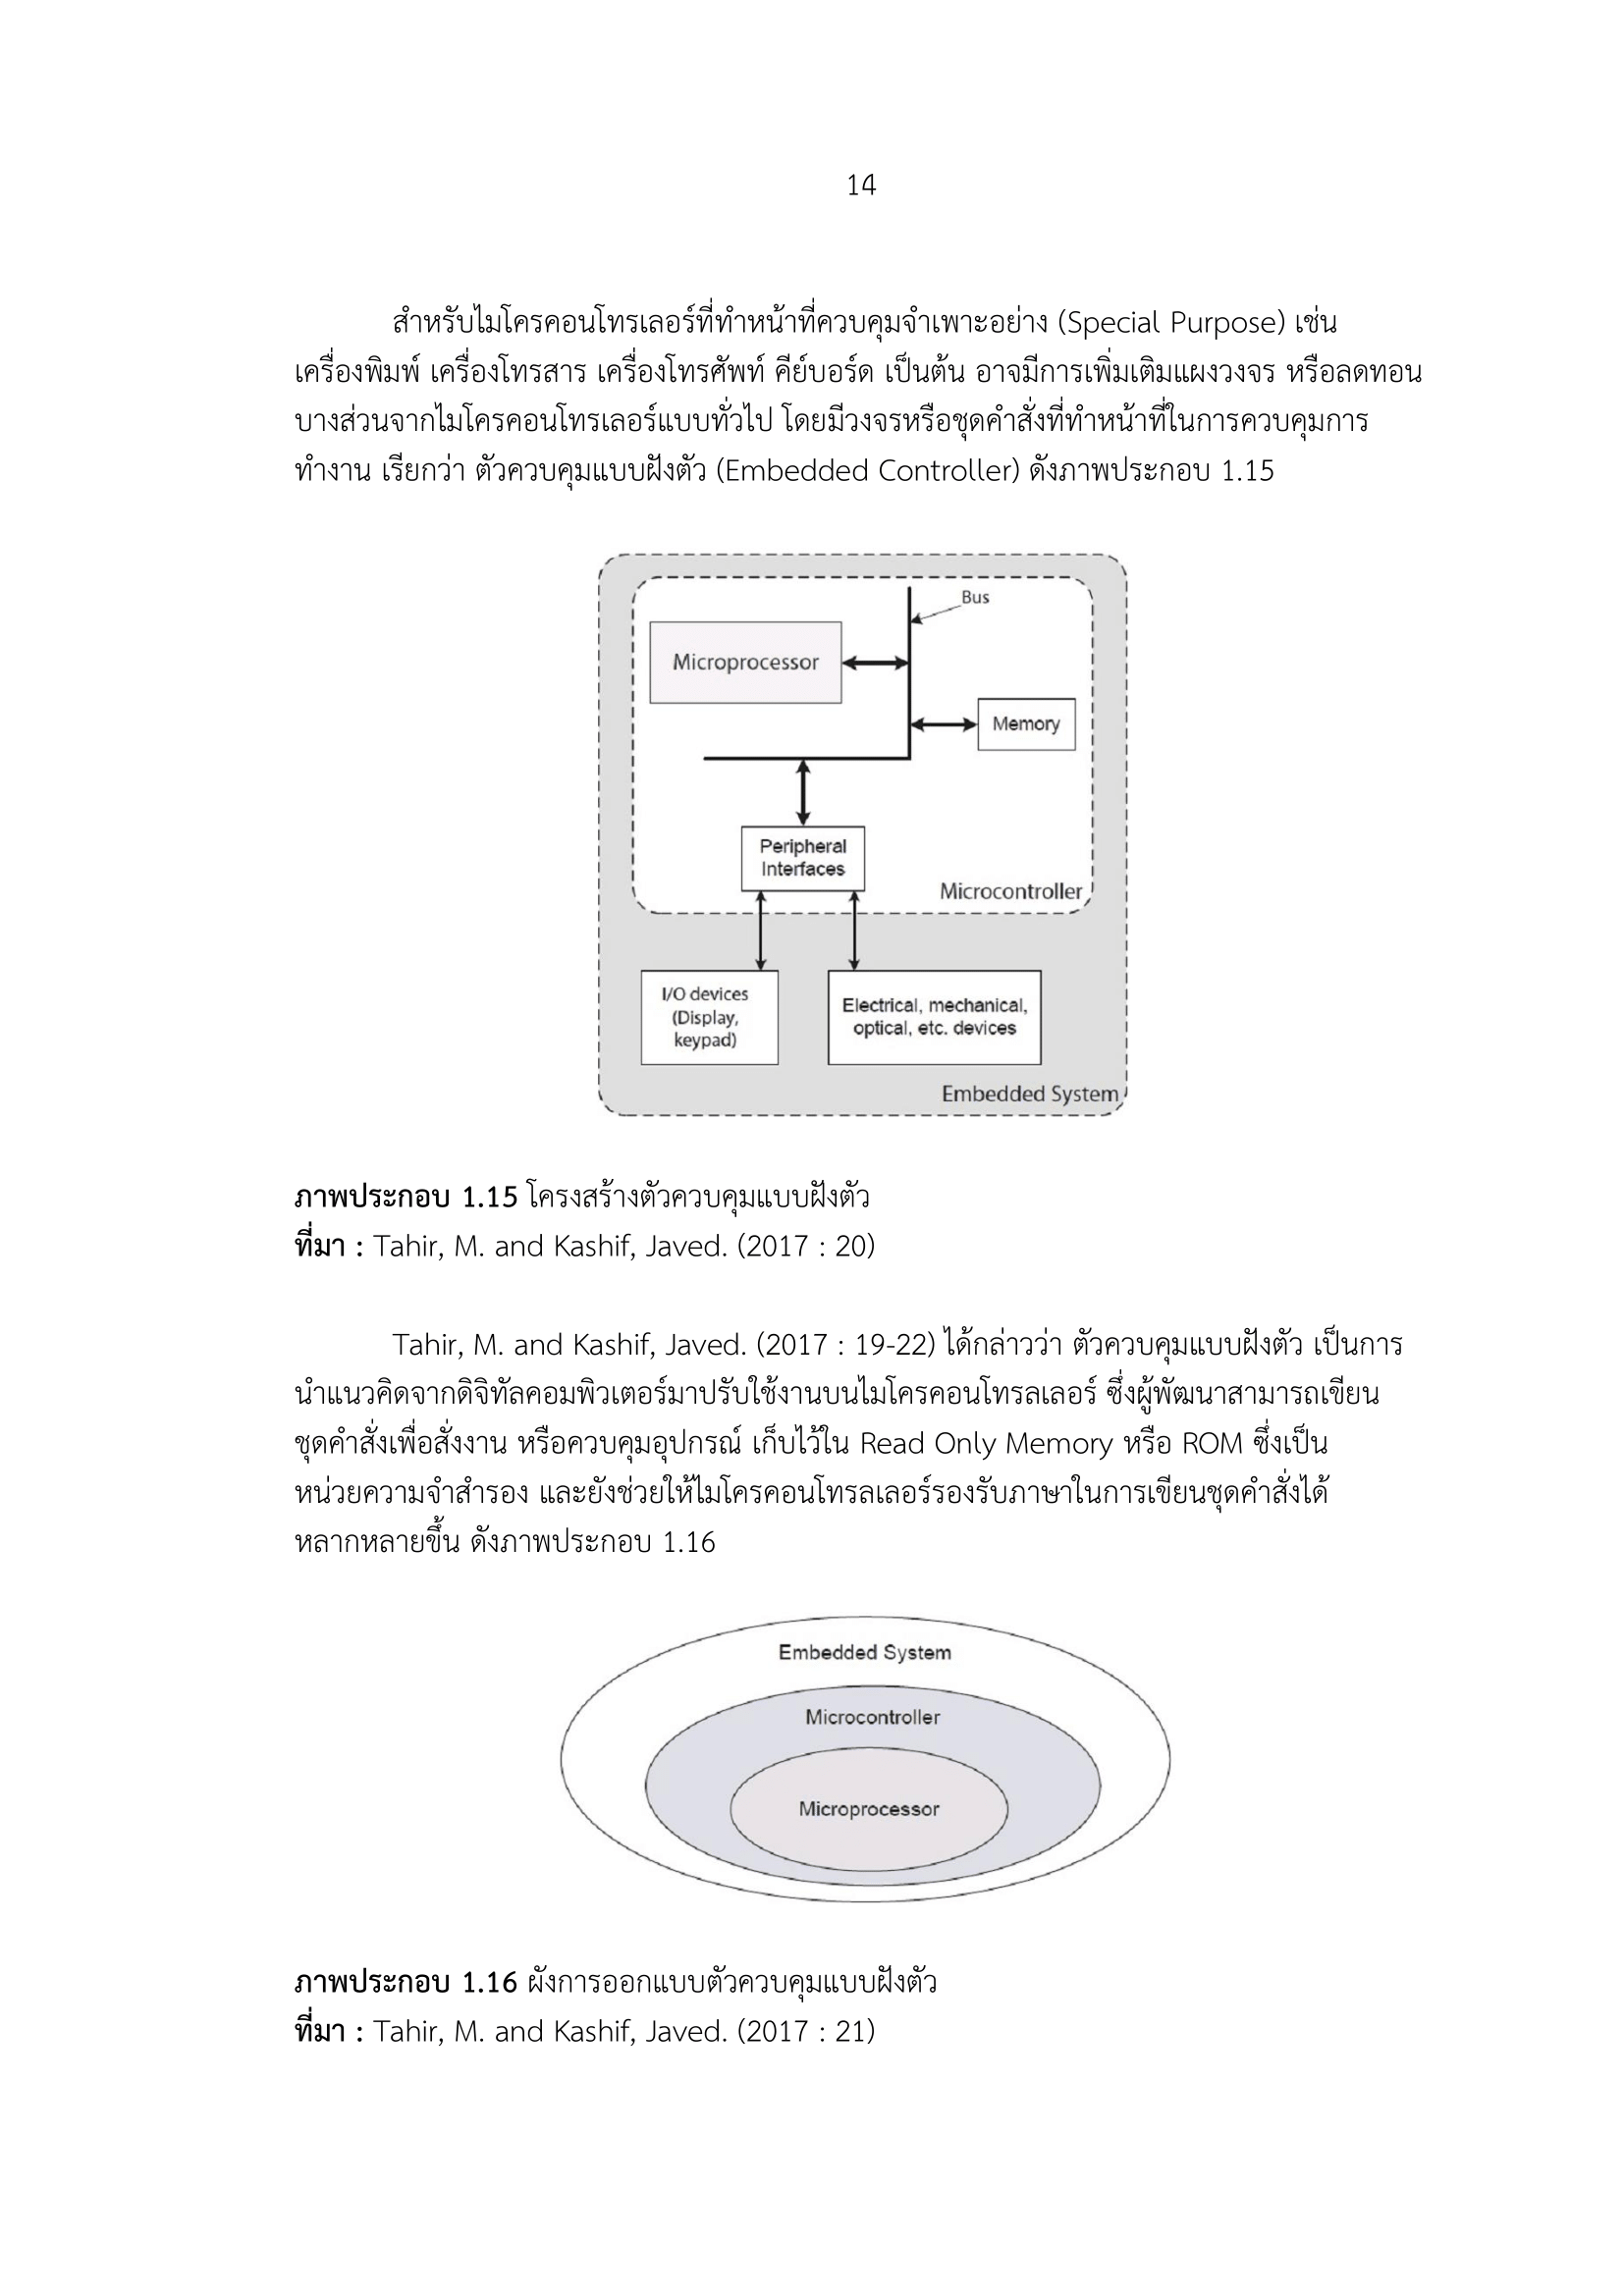 14
สำหรับไมโครคอนโทรเลอร์ที่ทำหน้าที่ควบคุมจำเพาะอย่าง (Special Purpose) เช่น
เครื่องพิมพ์ เครื่องโทรสาร เครื่องโทรศัพท์ คีย์บอร์ด เป็นต้น อาจมีการเพิ่มเติมแผงวงจร หรือลดทอน
บางส่วนจากไมโครคอนโทรเลอร์แบบทั่วไป โดยมีวงจรหรือชุดคำสั่งที่ทำหน้าที่ในการควบคุมการ
ทำงาน เรียกว่า ตัวควบคุมแบบฝังตัว (Embedded Controller) ดังภาพประกอบ 1.15
Bus
Microprocessor
Memory
Peripheral
Interfaces
Microcontroller
I/O devices
(Display,
keypad)
Electrical, mechanical,
optical, etc. devices
Embedded System
ภาพประกอบ 1.15 โครงสร้างตัวควบคุมแบบฝังตัว
ที่มา : Tahir, M. and Kashif, Javed. (2017 : 20)
Tahir, M. and Kashif, Javed. (2017 : 19-22) ได้กล่าวว่า ตัวควบคุมแบบฝังตัว เป็นการ
นำแนวคิดจากดิจิทัลคอมพิวเตอร์มาปรับใช้งานบนไมโครคอนโทรลเลอร์ ซึ่งผู้พัฒนาสามารถเขียน
ชุดคำสั่งเพื่อสั่งงาน หรือควบคุมอุปกรณ์ เก็บไว้ใน Read Only Memory หรือ ROM ซึ่งเป็น
หน่วยความจำสำรอง และยังช่วยให้ไมโครคอนโทรลเลอร์รองรับภาษาในการเขียนชุดคำสั่งได้
หลากหลายขึ้น ดังภาพประกอบ 1.16
Embedded System
Microcontroller
Microprocessor
ภาพประกอบ 1.16 ผังการออกแบบตัวควบคุมแบบฝังตัว
ที่มา : Tahir, M. and Kashif, Javed. (2017 : 21)